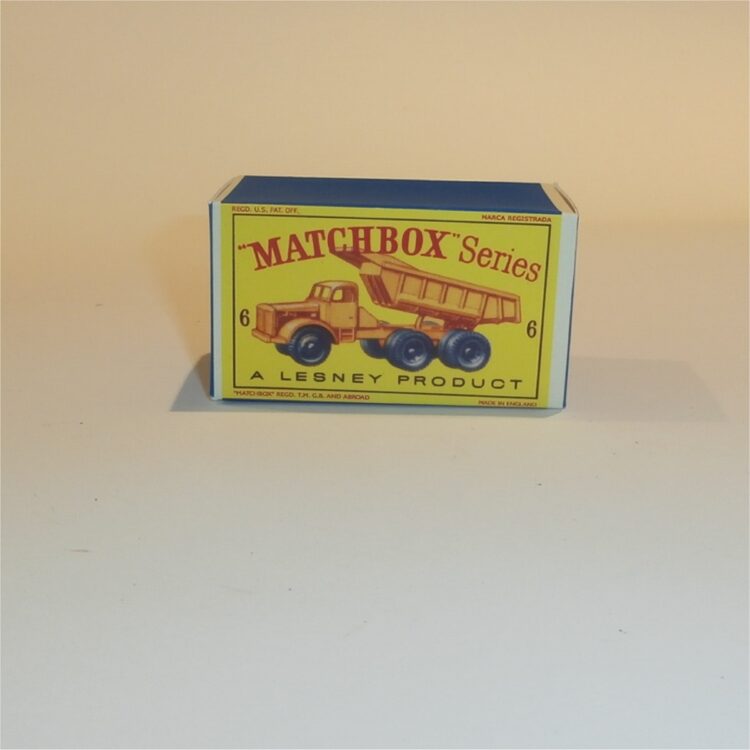 REGD. U.S. PAT. OFF. MARCA REGISTRADA
"MATCHBOX" Series
6 6
A LESNEY PRODUCT
"MATCHBOX" REGD. T.M. G.B. AND ABROAD MADE IN ENGLAND